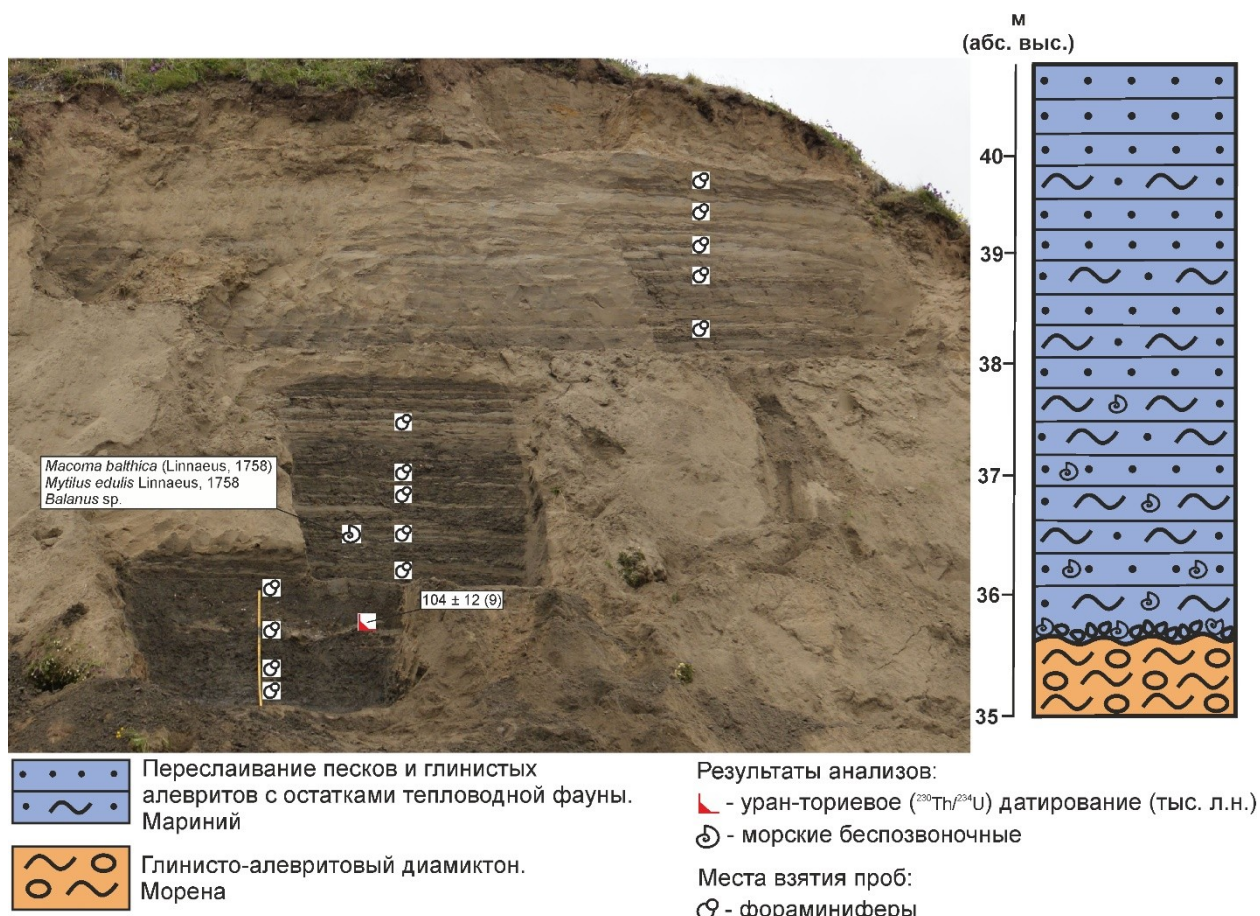 м
(абс. выс.)
40
39
38
37
36
35
Macoma balthica (Linnaeus, 1758)
Mytilus edulis Linnaeus, 1758
Balanus sp.
104 ± 12 (9)
Переслаивание песков и глинистых
алевритов с остатками тепловодной фауны.
Мариний
Глинисто-алевритовый диамиктон.
Морена
Результаты анализов:
- уран-ториевое (²³⁰Th/²³⁴U) датирование (тыс. л.н.)
- морские беспозвоночные
Места взятия проб:
- фораминиферы